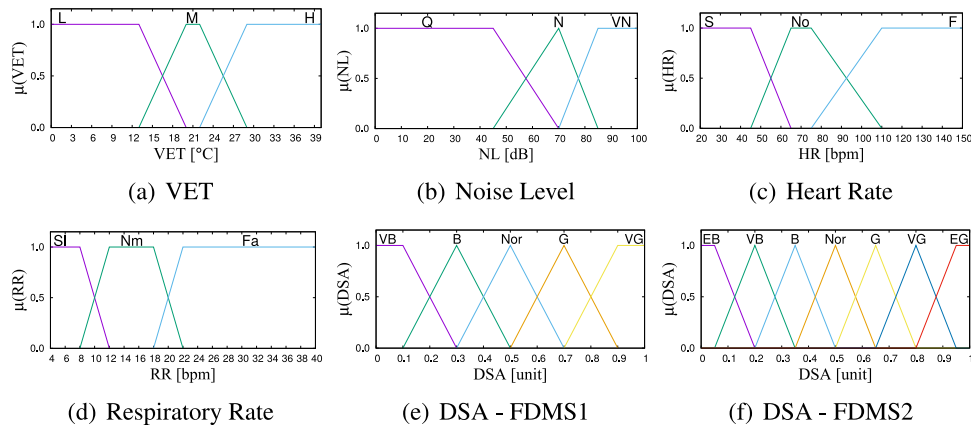 L M H
1.0
0.5
0.0
μ(VET)
0 3 6 9 12 15 18 21 24 27 30 33 36 39
VET [°C]
(a) VET
Q N VN
1.0
0.5
0.0
μ(NL)
0 10 20 30 40 50 60 70 80 90 100
NL [dB]
(b) Noise Level
S No F
1.0
0.5
0.0
μ(HR)
20 30 40 50 60 70 80 90 100 110 120 130 140 150
HR [bpm]
(c) Heart Rate
Sl Nm Fa
1.0
0.5
0.0
μ(RR)
4 6 8 10 12 14 16 18 20 22 24 26 28 30 32 34 36 38 40
RR [bpm]
(d) Respiratory Rate
VB B Nor G VG
1.0
0.5
0.0
μ(DSA)
0 0.1 0.2 0.3 0.4 0.5 0.6 0.7 0.8 0.9 1
DSA [unit]
(e) DSA - FDMS1
EB VB B Nor G VG EG
1.0
0.5
0.0
μ(DSA)
0 0.1 0.2 0.3 0.4 0.5 0.6 0.7 0.8 0.9 1
DSA [unit]
(f) DSA - FDMS2